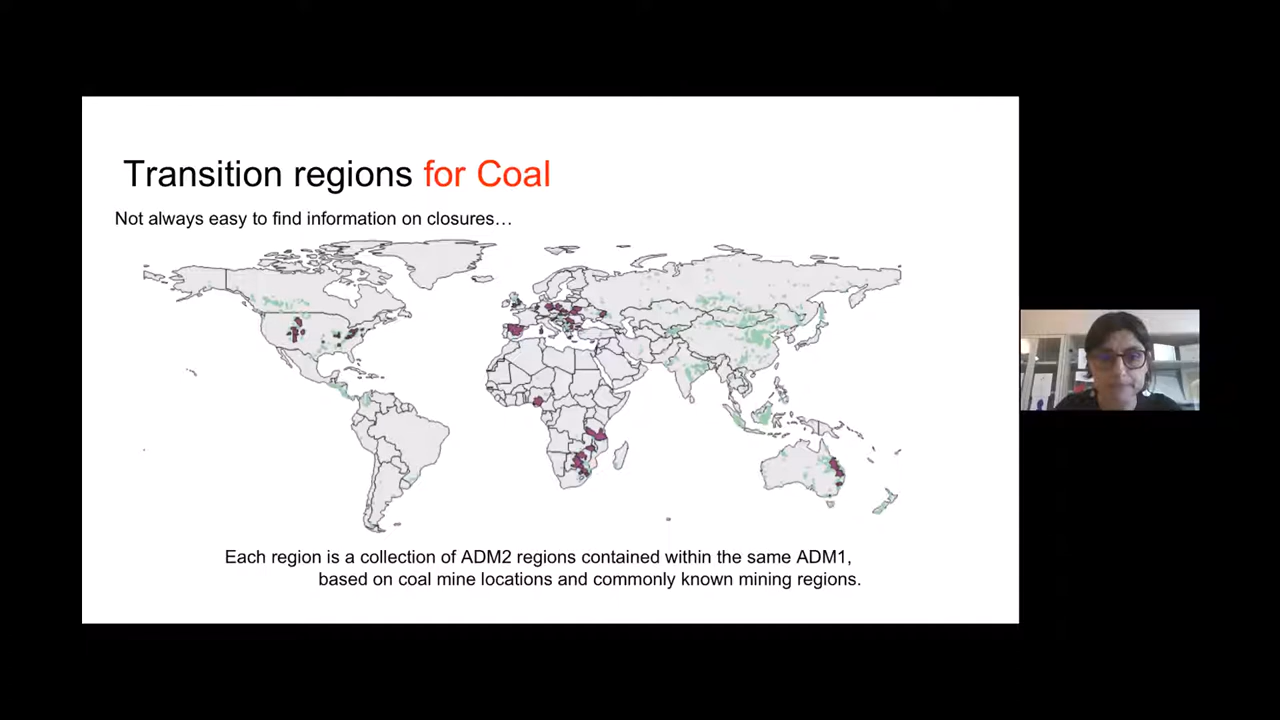 Transition regions for Coal
Not always easy to find information on closures…
Each region is a collection of ADM2 regions contained within the same ADM1,
based on coal mine locations and commonly known mining regions.